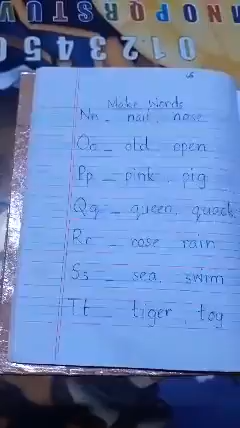 Make Words
Nn - nail, nose
Oo - old open
Pp - pink, pig
Qq - queen, quack
Rr - rose rain
Ss - sea, swim
Tt - tiger, toy